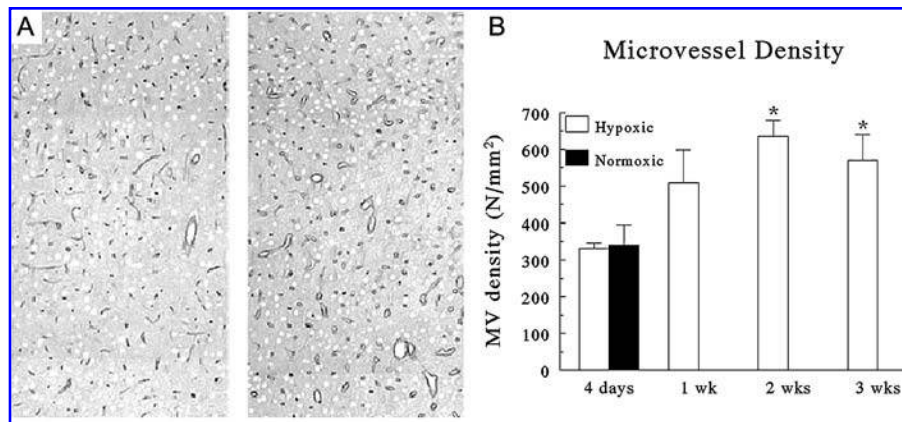 A
B
Microvessel Density
MV density (N/mm²)
700
600
500
400
300
200
100
0
Hypoxic
Normoxic
*
*
4 days
1 wk
2 wks
3 wks